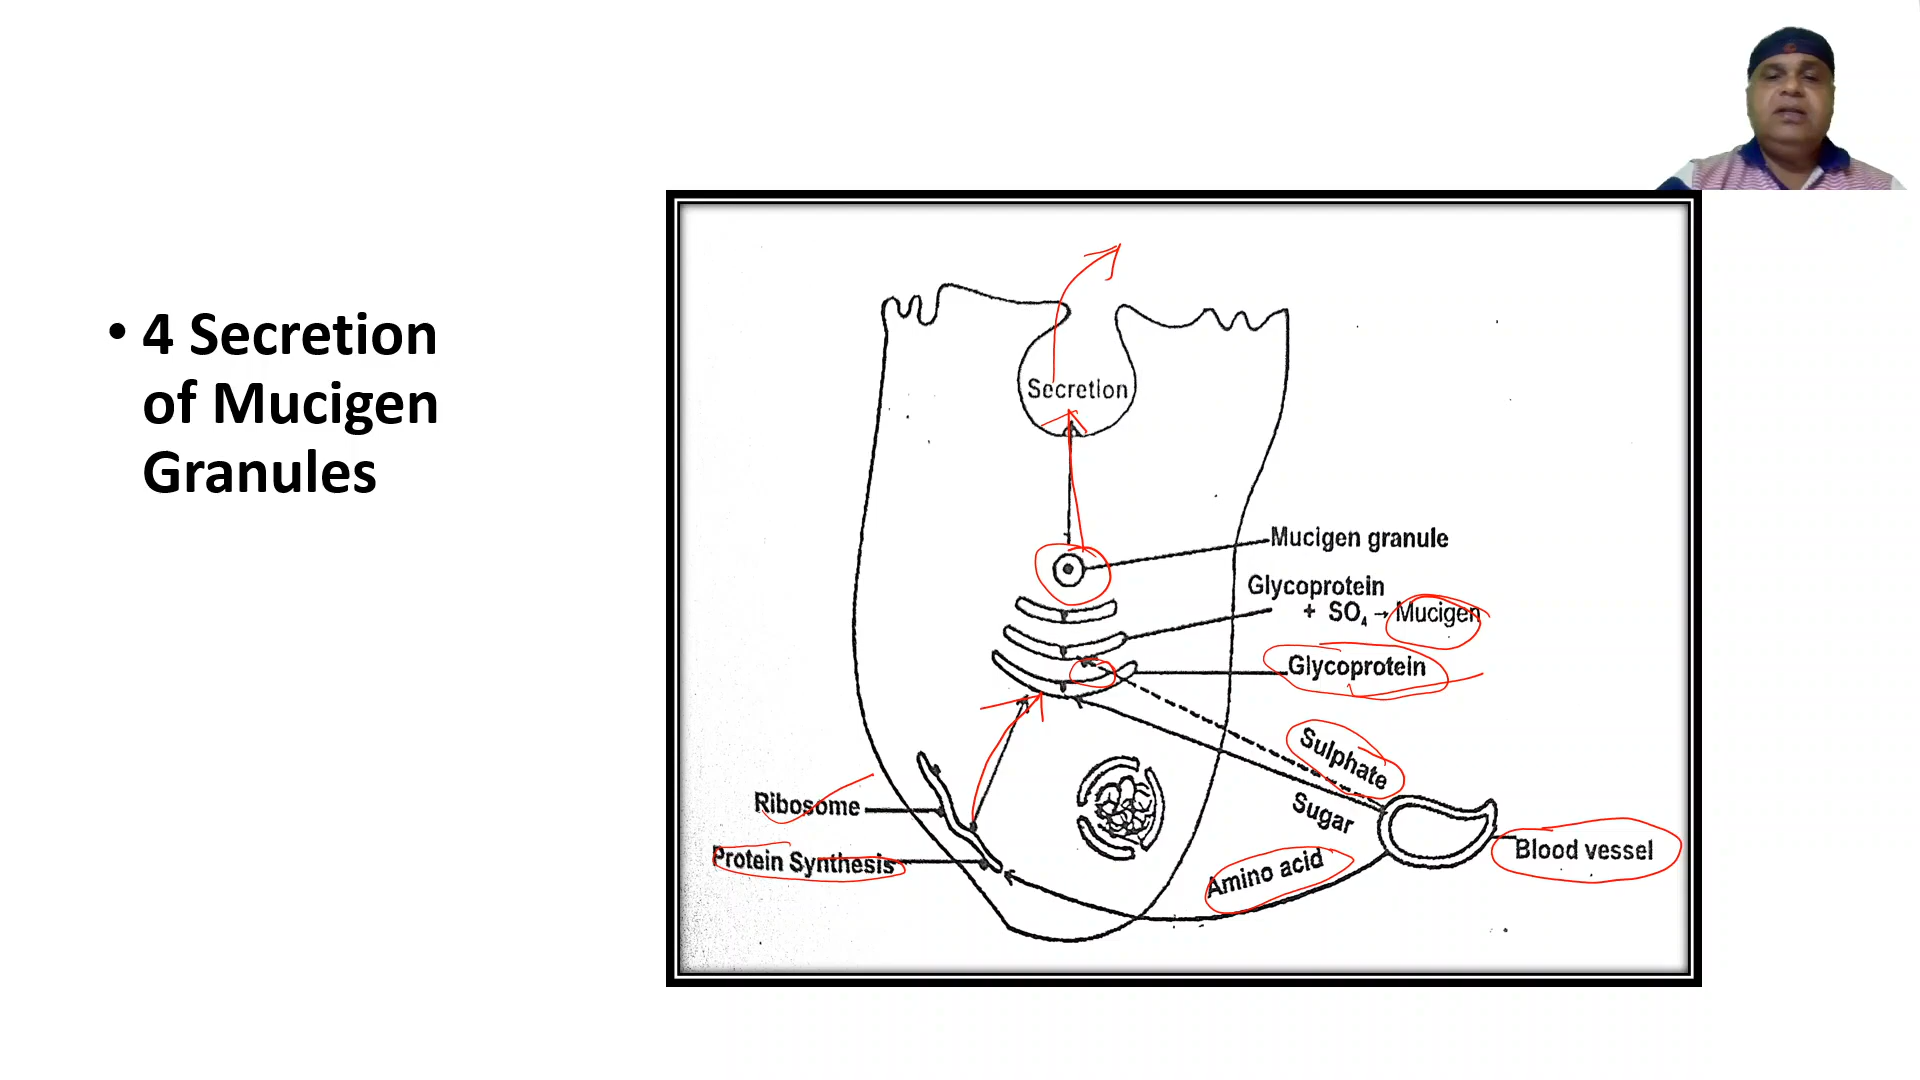 • 4 Secretion
of Mucigen
Granules
Secretion
Mucigen granule
Glycoprotein
+ SO₄ → Mucigen
Glycoprotein
Sulphate
Sugar
Ribosome
Protein Synthesis
Amino acid
Blood vessel